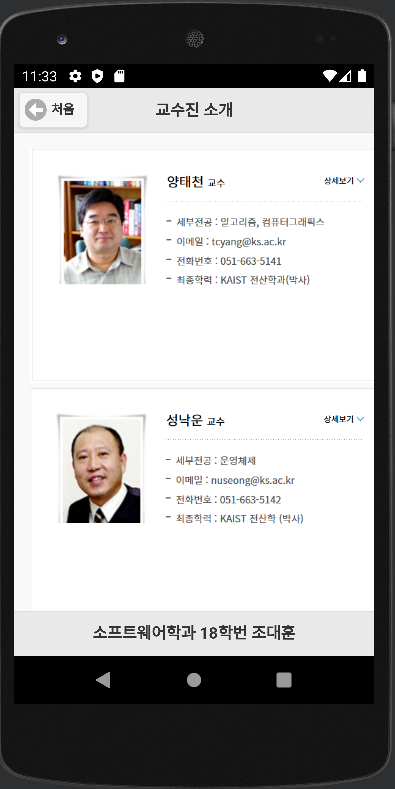 11:33
처음
교수진 소개
양태천 교수
상세보기
- 세부전공 : 알고리즘, 컴퓨터그래픽스
- 이메일 : tcyang@ks.ac.kr
- 전화번호 : 051-663-5141
- 최종학력 : KAIST 전산학과(박사)
성낙운 교수
상세보기
- 세부전공 : 운영체제
- 이메일 : nuseong@ks.ac.kr
- 전화번호 : 051-663-5142
- 최종학력 : KAIST 전산학 (박사)
소프트웨어학과 18학번 조대훈